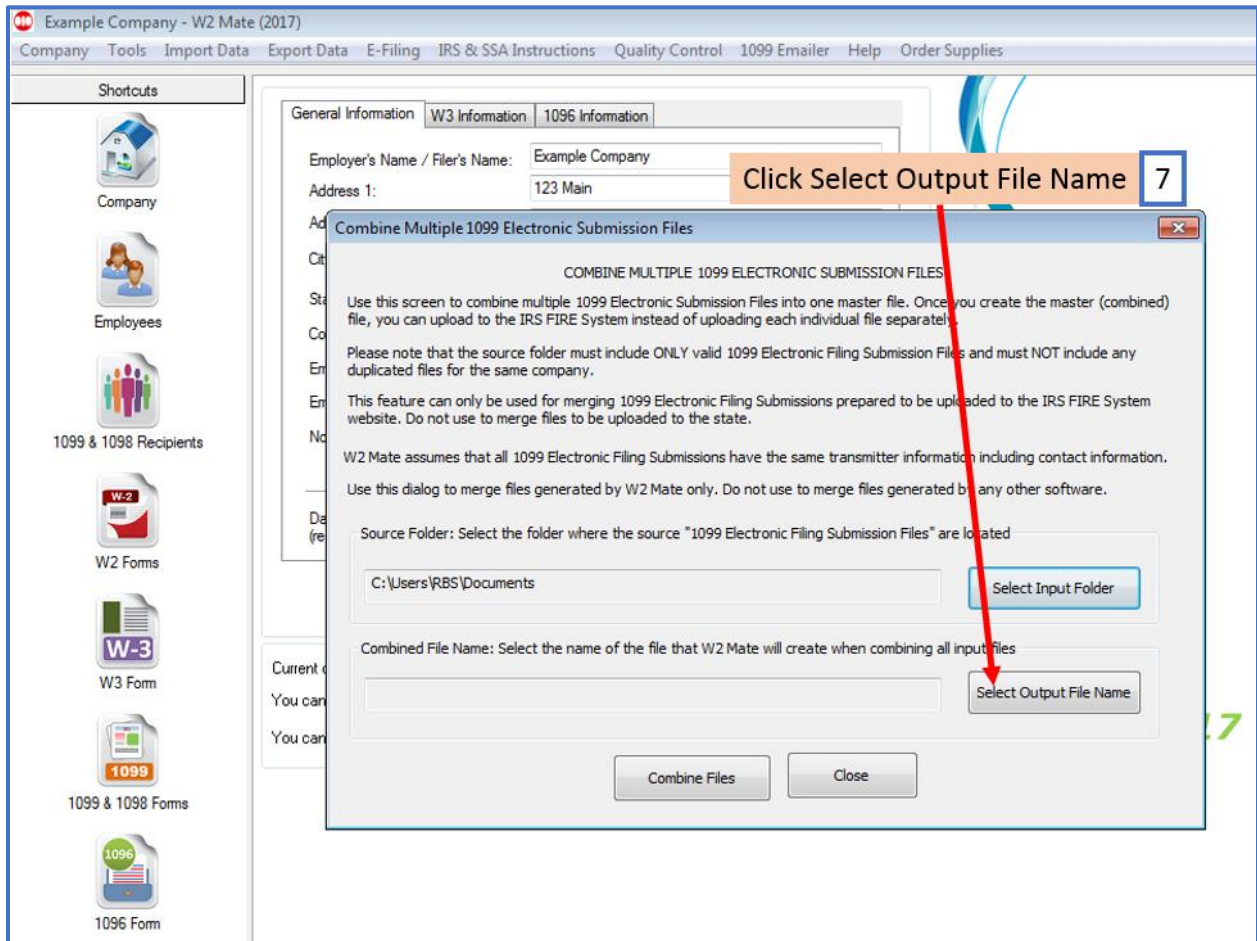 Example Company - W2 Mate (2017)
Company Tools Import Data Export Data E-Filing IRS & SSA Instructions Quality Control 1099 Emailer Help Order Supplies
Shortcuts
Company
Employees
1099 & 1098 Recipients
W-2
W2 Forms
W-3
W3 Form
1099
1099 & 1098 Forms
1096
1096 Form
General Information W3 Information 1096 Information
Employer's Name / Filer's Name: Example Company
Address 1: 123 Main
Click Select Output File Name 7
Ad
Cit
Sta
Co
Em
Em
No
Da
(re
Current
You can
You can
17
Combine Multiple 1099 Electronic Submission Files
COMBINE MULTIPLE 1099 ELECTRONIC SUBMISSION FILES
Use this screen to combine multiple 1099 Electronic Submission Files into one master file. Once you create the master (combined)
file, you can upload to the IRS FIRE System instead of uploading each individual file separately.
Please note that the source folder must include ONLY valid 1099 Electronic Filing Submission Files and must NOT include any
duplicated files for the same company.
This feature can only be used for merging 1099 Electronic Filing Submissions prepared to be uploaded to the IRS FIRE System
website. Do not use to merge files to be uploaded to the state.
W2 Mate assumes that all 1099 Electronic Filing Submissions have the same transmitter information including contact information.
Use this dialog to merge files generated by W2 Mate only. Do not use to merge files generated by any other software.
Source Folder: Select the folder where the source "1099 Electronic Filing Submission Files" are located
C:\Users\RBS\Documents
Select Input Folder
Combined File Name: Select the name of the file that W2 Mate will create when combining all input files
Select Output File Name
Combine Files
Close